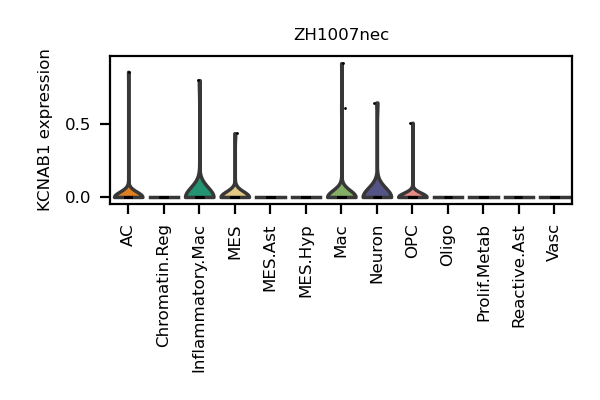 ZH1007nec
KCNAB1 expression
0.5
0.0
AC
Chromatin.Reg
Inflammatory.Mac
MES
MES.Ast
MES.Hyp
Mac
Neuron
OPC
Oligo
Prolif.Metab
Reactive.Ast
Vasc